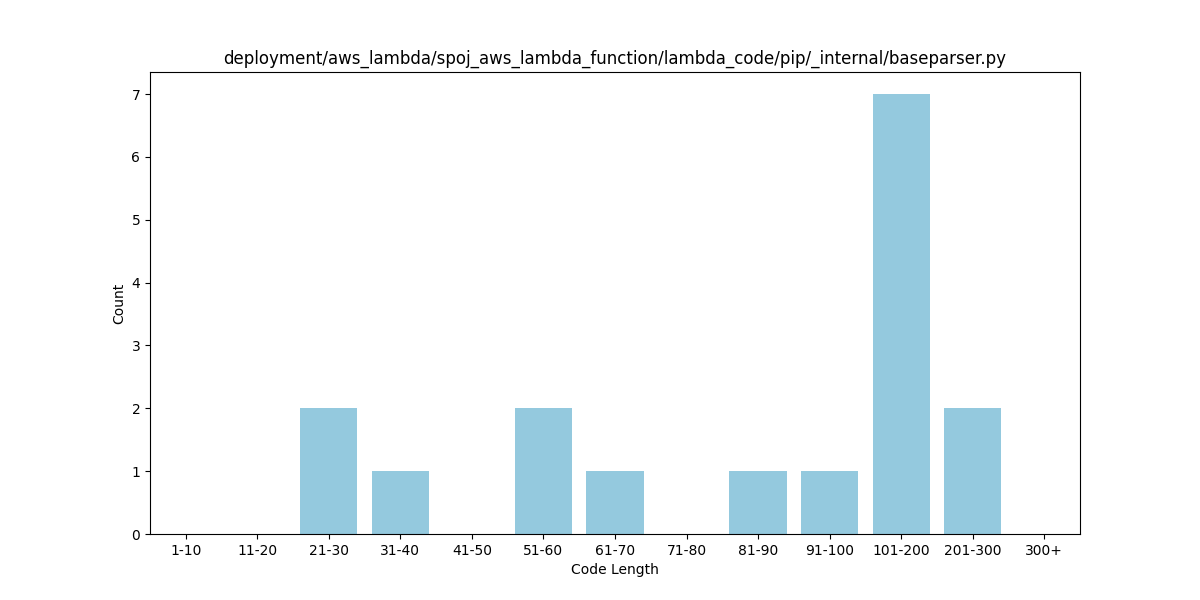 deployment/aws_lambda/spoj_aws_lambda_function/lambda_code/pip/_internal/baseparser.py
7
6
5
4
3
2
1
0
Count
1-10 11-20 21-30 31-40 41-50 51-60 61-70 71-80 81-90 91-100 101-200 201-300 300+
Code Length